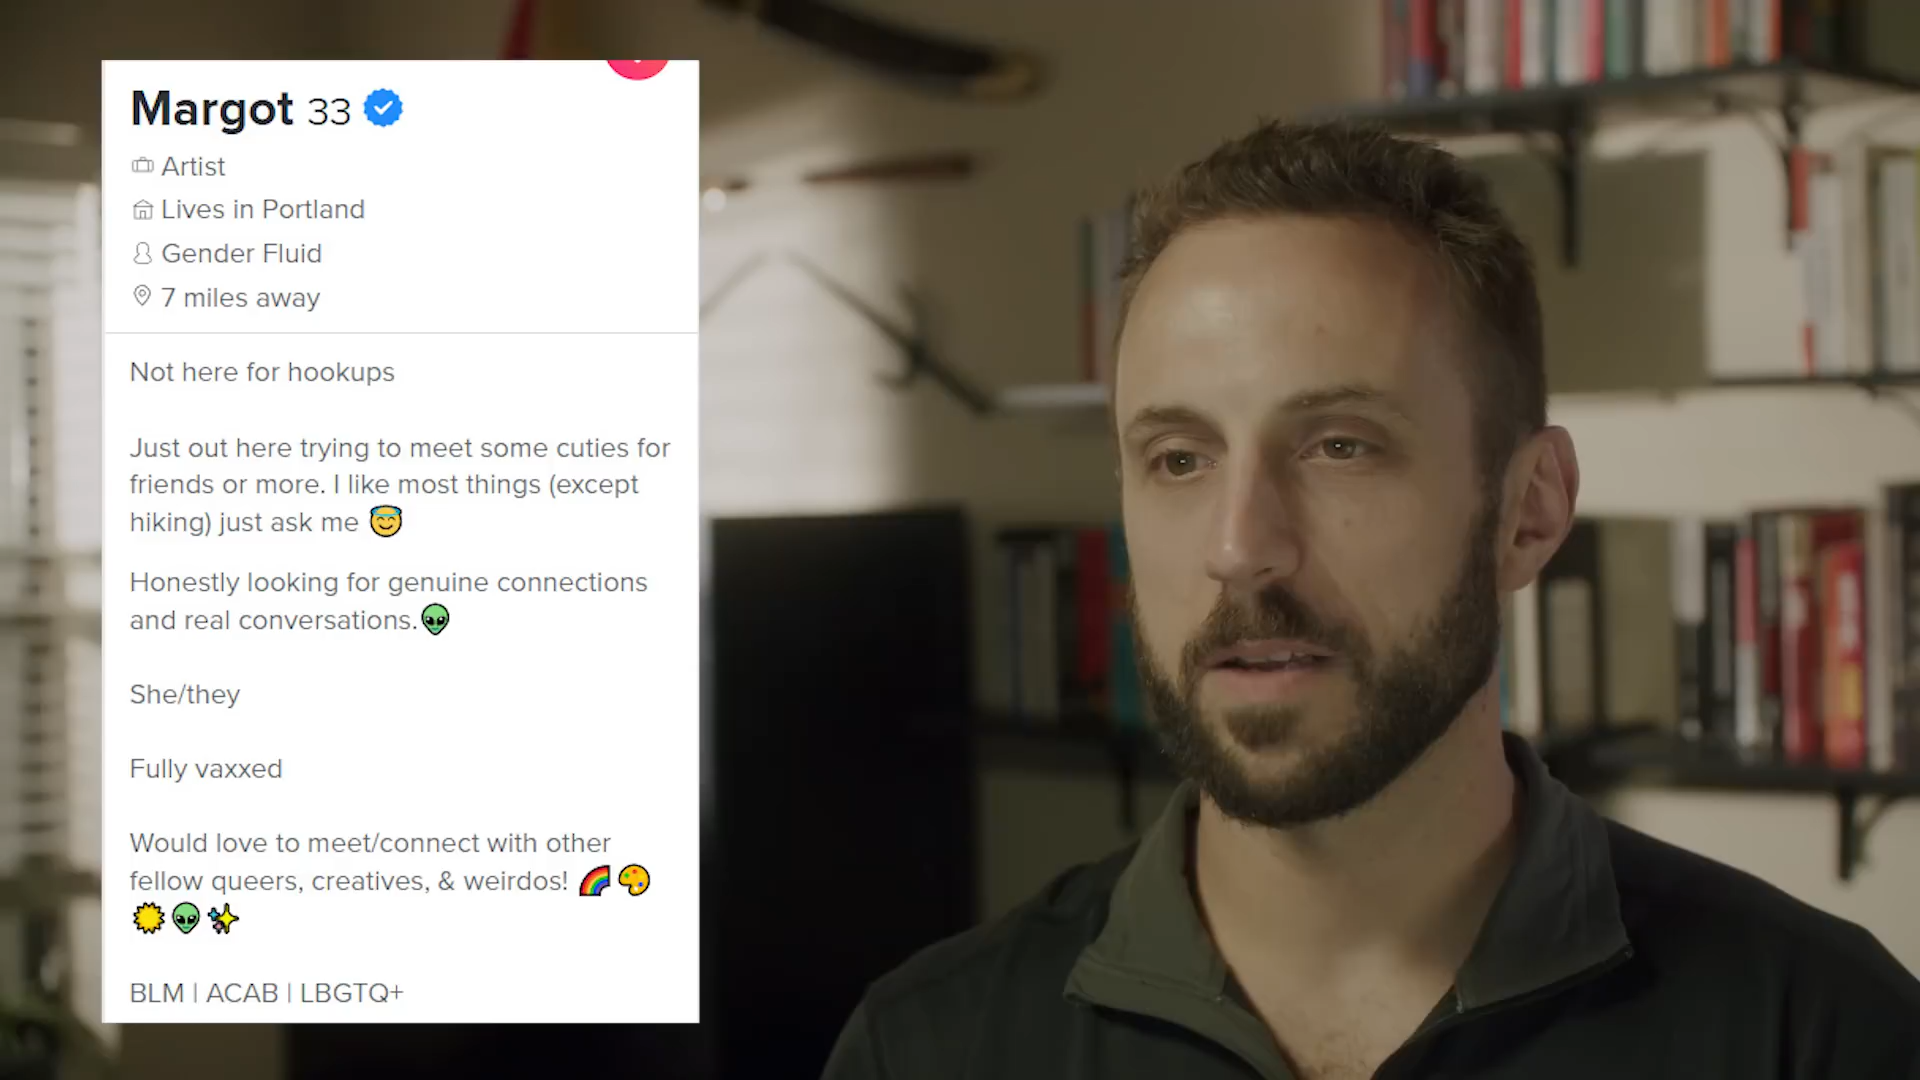 Margot 33
Artist
Lives in Portland
Gender Fluid
7 miles away
Not here for hookups
Just out here trying to meet some cuties for
friends or more. I like most things (except
hiking) just ask me 😇
Honestly looking for genuine connections
and real conversations.👽
She/they
Fully vaxxed
Would love to meet/connect with other
fellow queers, creatives, & weirdos! 🌈🎨
☀️👽✨
BLM | ACAB | LBGTQ+